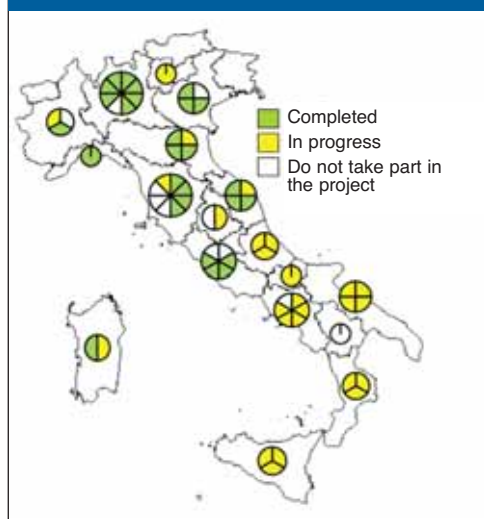 Completed
In progress
Do not take part in
the project